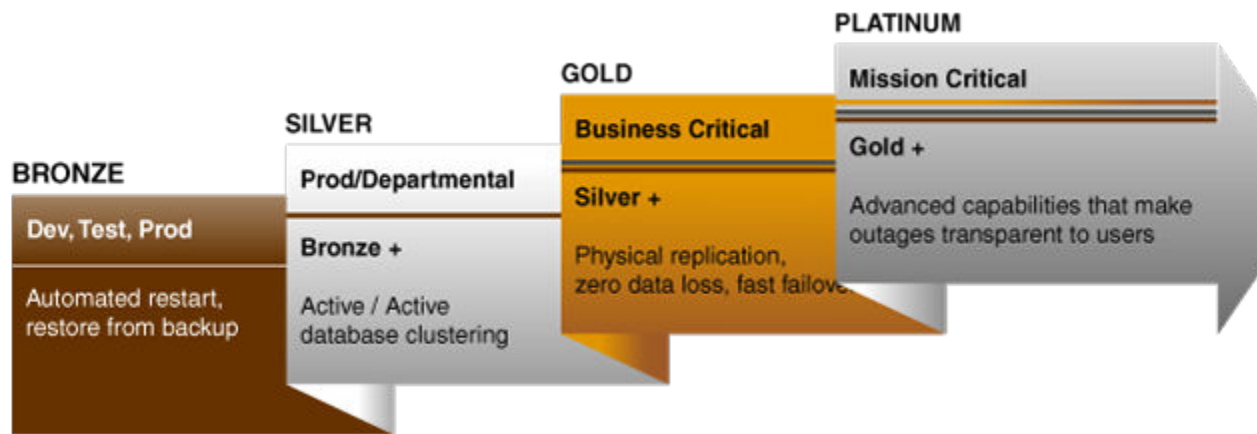 BRONZE
Dev, Test, Prod
Automated restart,
restore from backup
SILVER
Prod/Departmental
Bronze +
Active / Active
database clustering
GOLD
Business Critical
Silver +
Physical replication,
zero data loss, fast failove
PLATINUM
Mission Critical
Gold +
Advanced capabilities that make
outages transparent to users